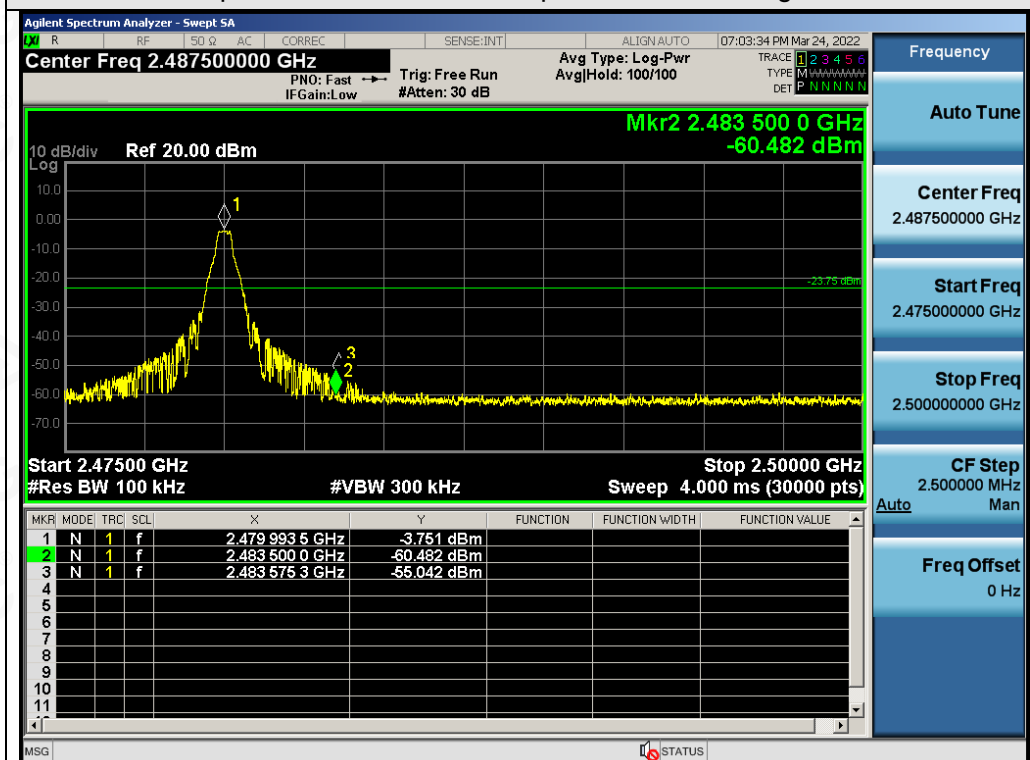 Agilent Spectrum Analyzer - Swept SA
LXI R RF 50 Ω AC CORREC SENSE:INT ALIGN AUTO 07:03:34 PM Mar 24, 2022
Center Freq 2.487500000 GHz
PNO: Fast
IFGain:Low
Trig: Free Run
#Atten: 30 dB
Avg Type: Log-Pwr
Avg|Hold: 100/100
TRACE 1 2 3 4 5 6
TYPE M
DET P N N N N N
Mkr2 2.483 500 0 GHz
-60.482 dBm
10 dB/div Ref 20.00 dBm
Log
10.0
0.00
-10.0
-20.0
-30.0
-40.0
-50.0
-60.0
-70.0
1
-23.75 dBm
3
2
Start 2.47500 GHz Stop 2.50000 GHz
#Res BW 100 kHz #VBW 300 kHz Sweep 4.000 ms (30000 pts)
MKR MODE TRC SCL X Y FUNCTION FUNCTION WIDTH FUNCTION VALUE
1 N 1 f 2.479 993 5 GHz -3.751 dBm
2 N 1 f 2.483 500 0 GHz -60.482 dBm
3 N 1 f 2.483 575 3 GHz -55.042 dBm
4
5
6
7
8
9
10
11
MSG STATUS
Frequency
Auto Tune
Center Freq
2.487500000 GHz
Start Freq
2.475000000 GHz
Stop Freq
2.500000000 GHz
CF Step
2.500000 MHz
Auto Man
Freq Offset
0 Hz